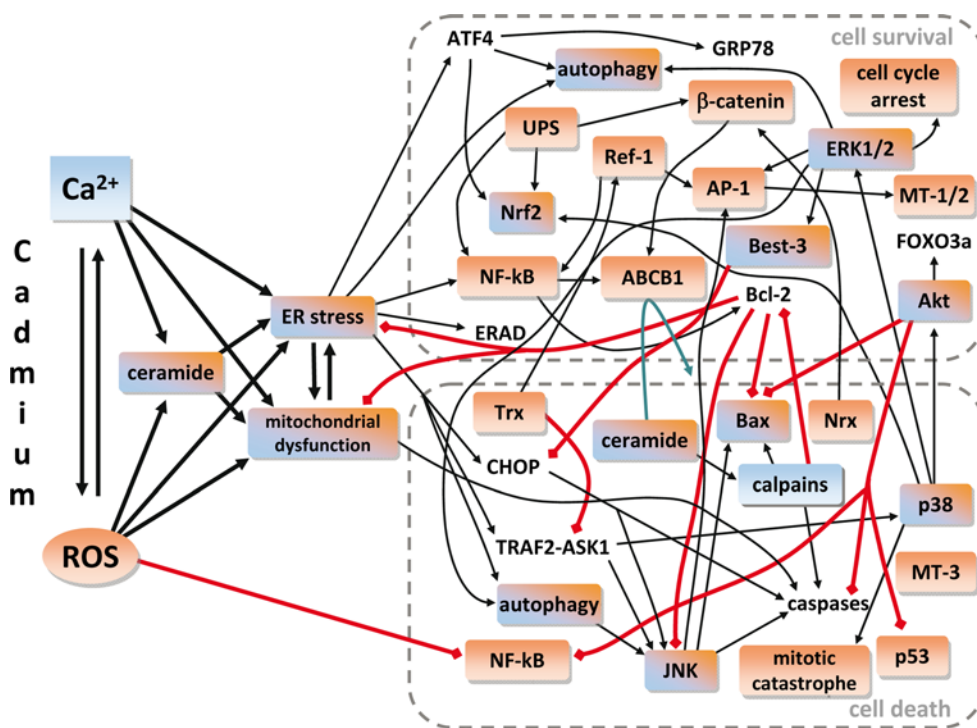 ATF4
GRP78
cell survival
autophagy
cell cycle
arrest
β-catenin
UPS
Ref-1
ERK1/2
Ca²⁺
AP-1
MT-1/2
Nrf2
Best-3
FOXO3a
NF-kB
ABCB1
Bcl-2
Akt
Cadmium
ER stress
ERAD
ceramide
mitochondrial
dysfunction
Trx
ceramide
Bax
Nrx
CHOP
calpains
p38
ROS
TRAF2-ASK1
MT-3
autophagy
caspases
NF-kB
JNK
mitotic
catastrophe
p53
cell death